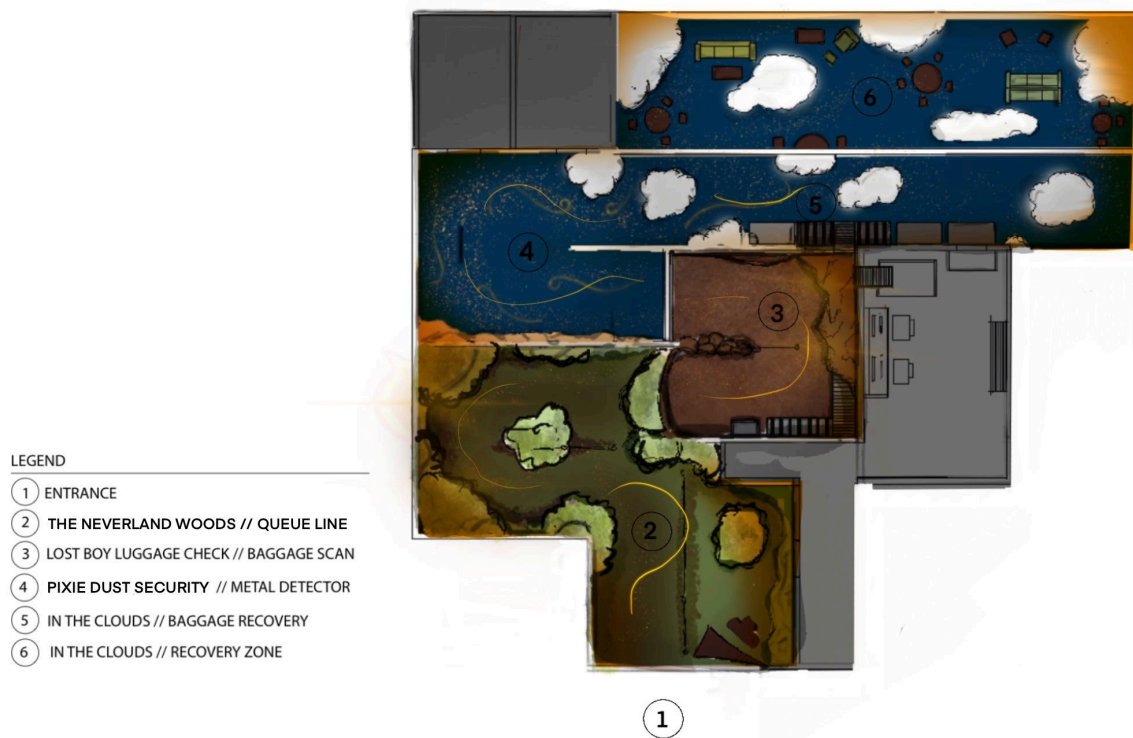 LEGEND
1 ENTRANCE
2 THE NEVERLAND WOODS // QUEUE LINE
3 LOST BOY LUGGAGE CHECK // BAGGAGE SCAN
4 PIXIE DUST SECURITY // METAL DETECTOR
5 IN THE CLOUDS // BAGGAGE RECOVERY
6 IN THE CLOUDS // RECOVERY ZONE
6
5
4
3
2
1